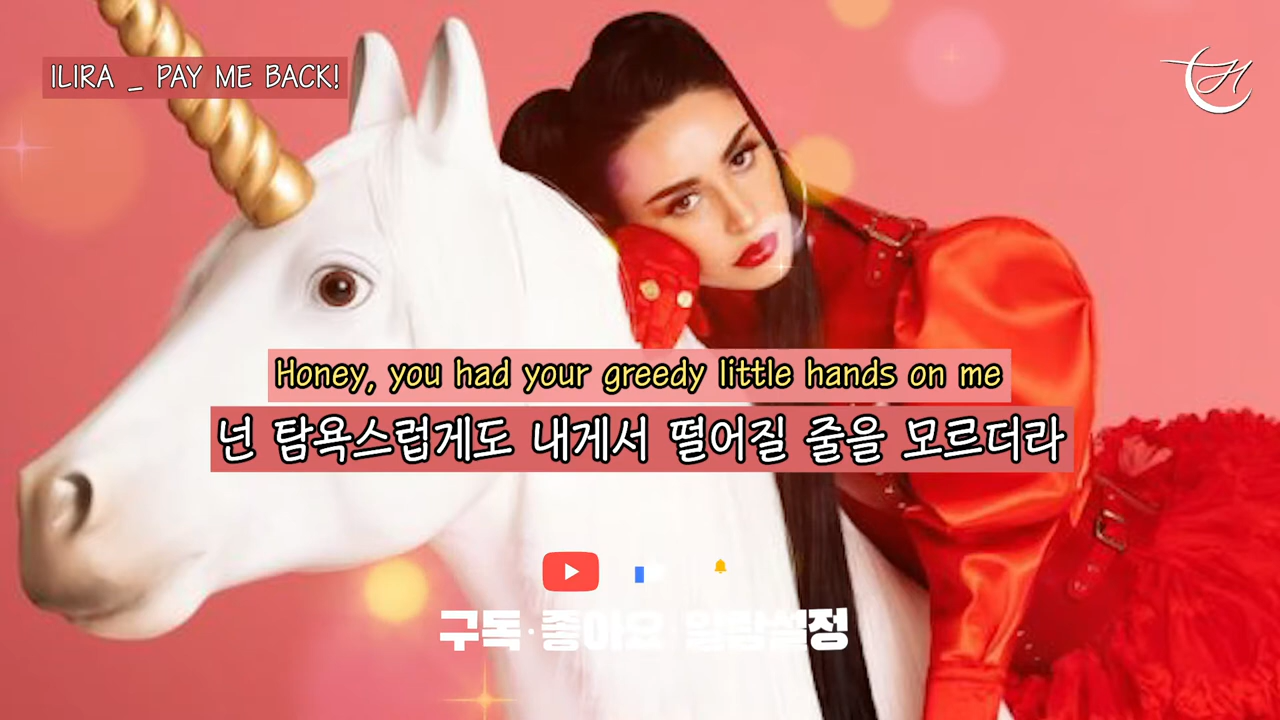 ILIRA _ PAY ME BACK!
Honey, you had your greedy little hands on me
넌 탐욕스럽게도 내게서 떨어질 줄을 모르더라
구독·좋아요·알람설정